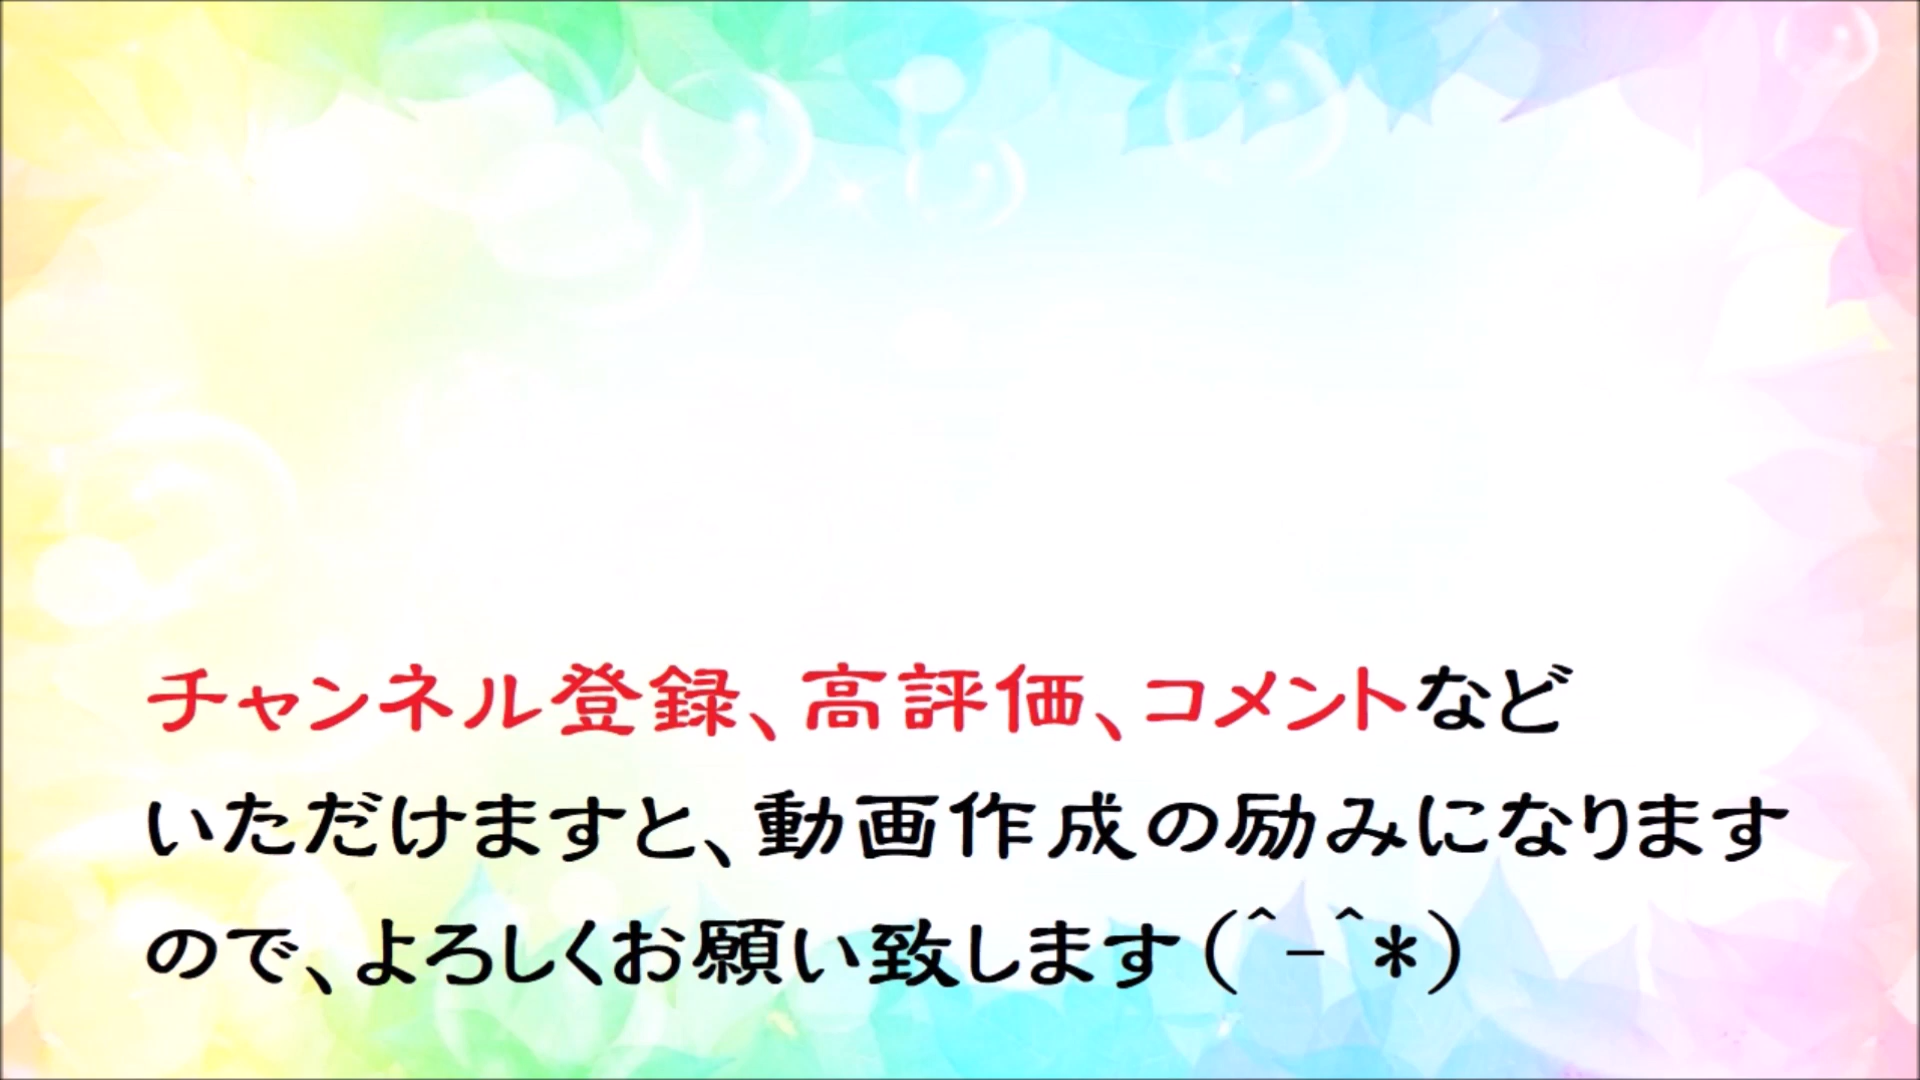 チャンネル登録、高評価、コメントなど
いただけますと、動画作成の励みになります
ので、よろしくお願い致します(^-^*)